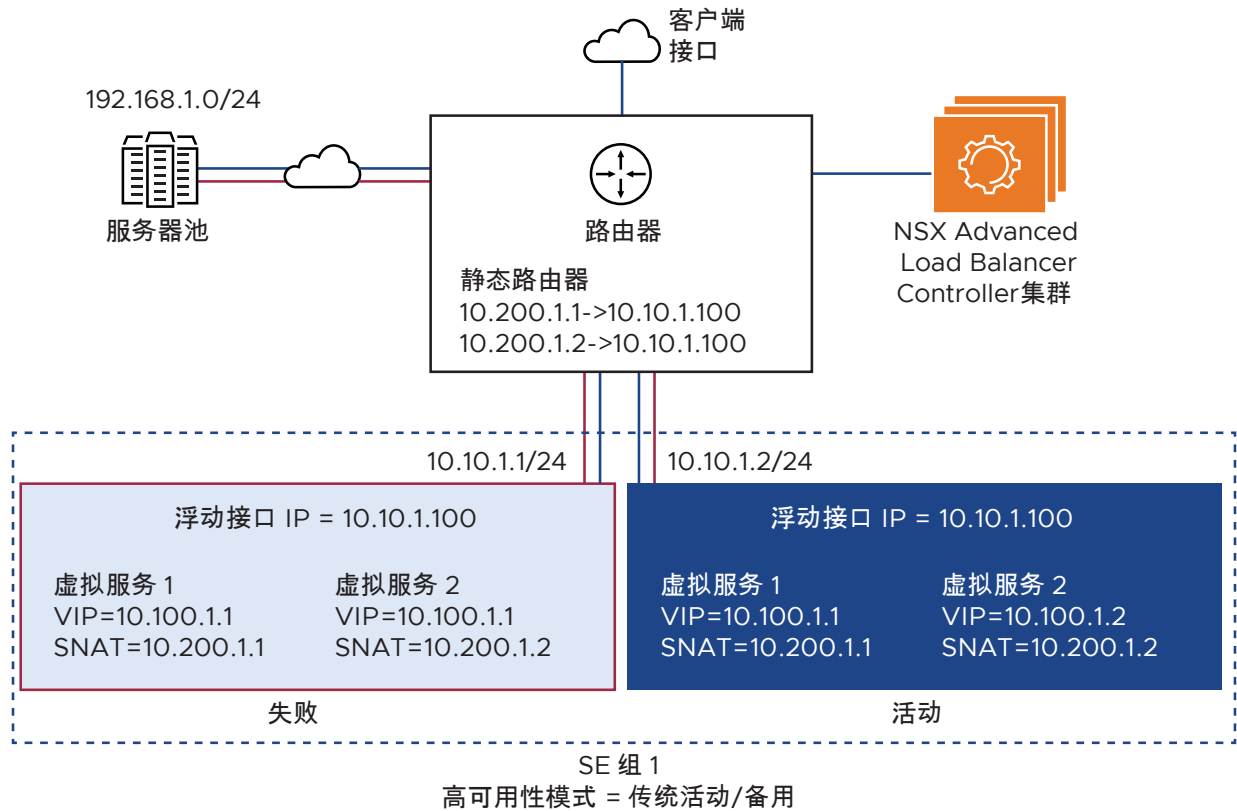 客户端
接口
192.168.1.0/24
服务器池
路由器
NSX Advanced
Load Balancer
Controller集群
静态路由器
10.200.1.1->10.10.1.100
10.200.1.2->10.10.1.100
10.10.1.1/24
10.10.1.2/24
浮动接口 IP = 10.10.1.100
虚拟服务 1
VIP=10.100.1.1
SNAT=10.200.1.1
虚拟服务 2
VIP=10.100.1.1
SNAT=10.200.1.2
浮动接口 IP = 10.10.1.100
虚拟服务 1
VIP=10.100.1.1
SNAT=10.200.1.1
虚拟服务 2
VIP=10.100.1.2
SNAT=10.200.1.2
失败
活动
SE 组 1
高可用性模式 = 传统活动/备用